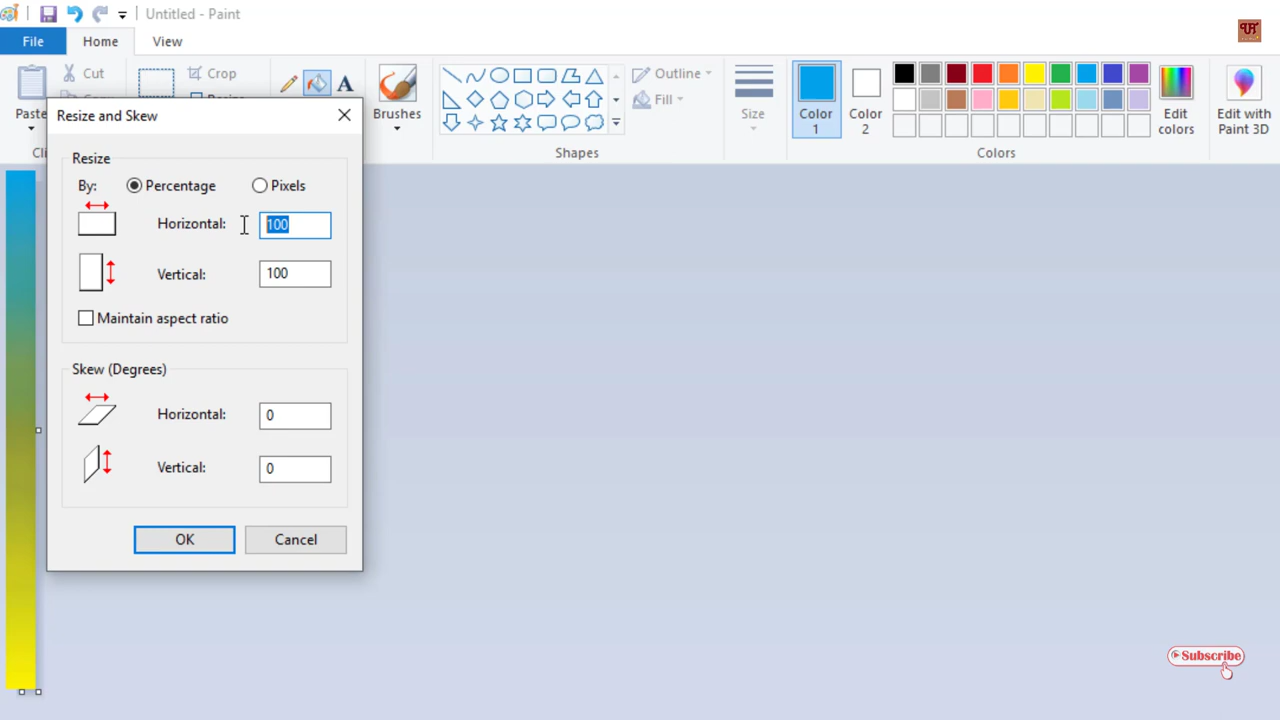 Untitled - Paint
File
Home
View
Cut
Crop
Paste
Brushes
Outline
Fill
Shapes
Size
Color 1
Color 2
Edit colors
Edit with Paint 3D
Colors
Resize and Skew
Resize
By:
Percentage
Pixels
Horizontal:
100
Vertical:
100
Maintain aspect ratio
Skew (Degrees)
Horizontal:
0
Vertical:
0
OK
Cancel
Subscribe